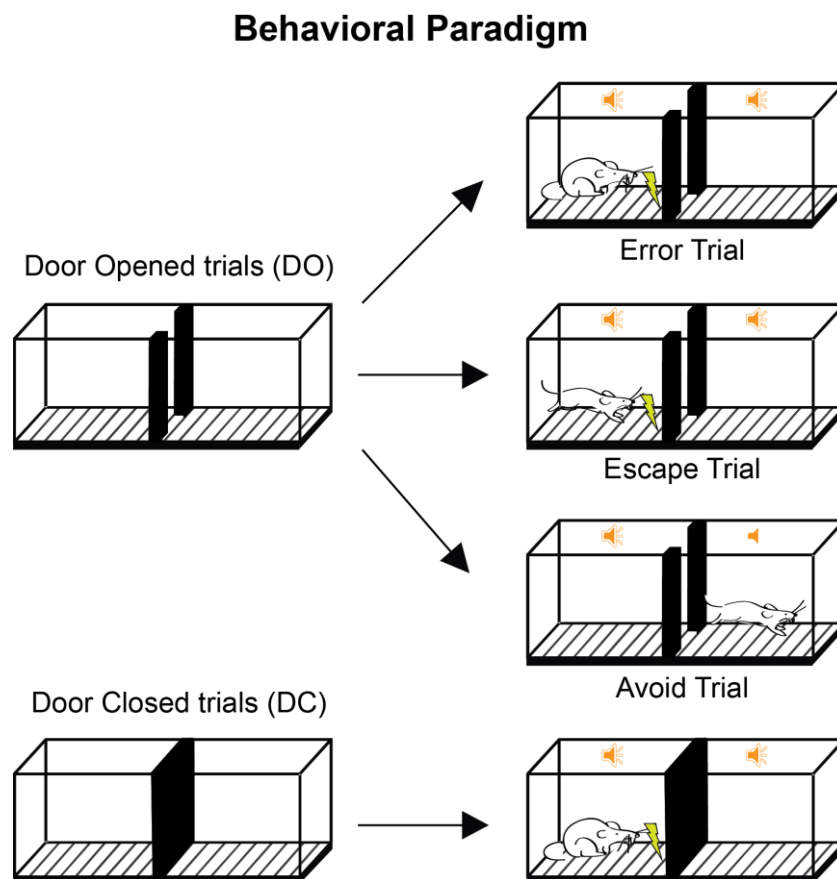 Behavioral Paradigm
Error Trial
Door Opened trials (DO)
Escape Trial
Avoid Trial
Door Closed trials (DC)